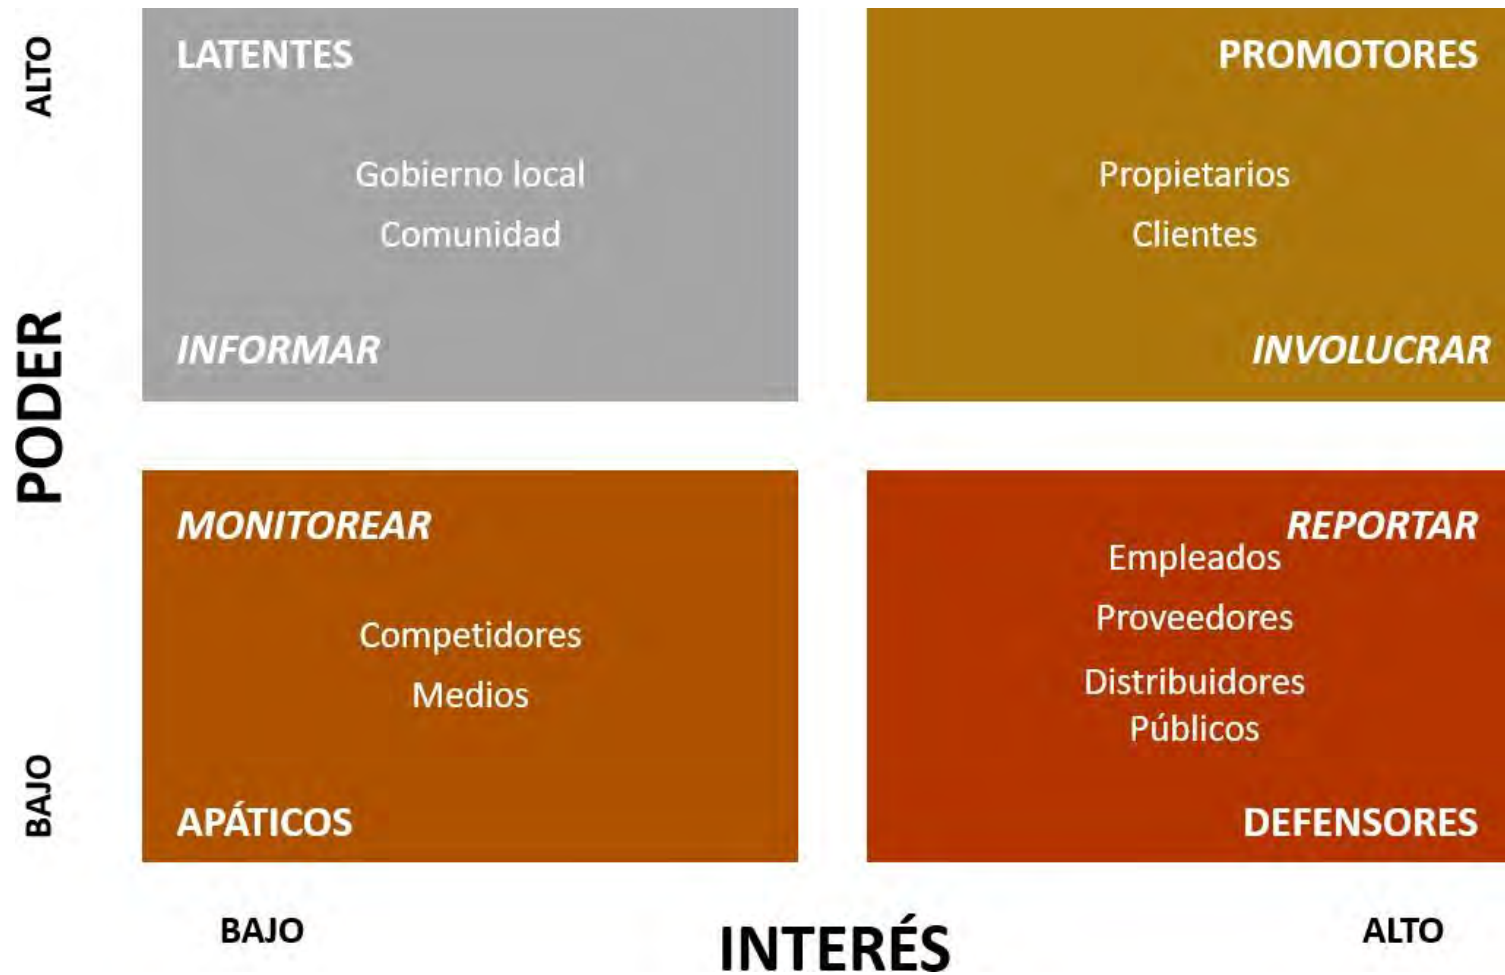 ALTO
LATENTES
Gobierno local
Comunidad
INFORMAR
PROMOTORES
Propietarios
Clientes
INVOLUCRAR
PODER
MONITOREAR
Competidores
Medios
APÁTICOS
REPORTAR
Empleados
Proveedores
Distribuidores
Públicos
DEFENSORES
BAJO
BAJO
INTERÉS
ALTO